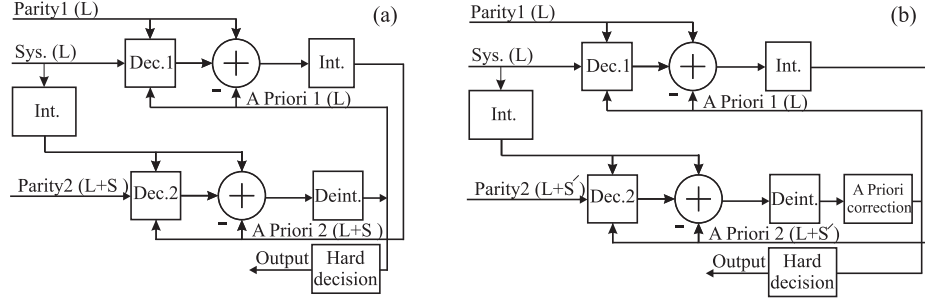 Parity1 (L)
(a)
Sys. (L)
Dec.1
+
Int.
Int.
-
A Priori 1 (L)
Parity2 (L+S )
Dec.2
+
Deint.
-
A Priori 2 (L+S )
Output
Hard
decision
Parity1 (L)
(b)
Sys. (L)
Dec.1
+
Int.
Int.
-
A Priori 1 (L)
Parity2 (L+S´)
Dec.2
+
Deint.
A Priori
correction
-
A Priori 2 (L+S´)
Output
Hard
decision